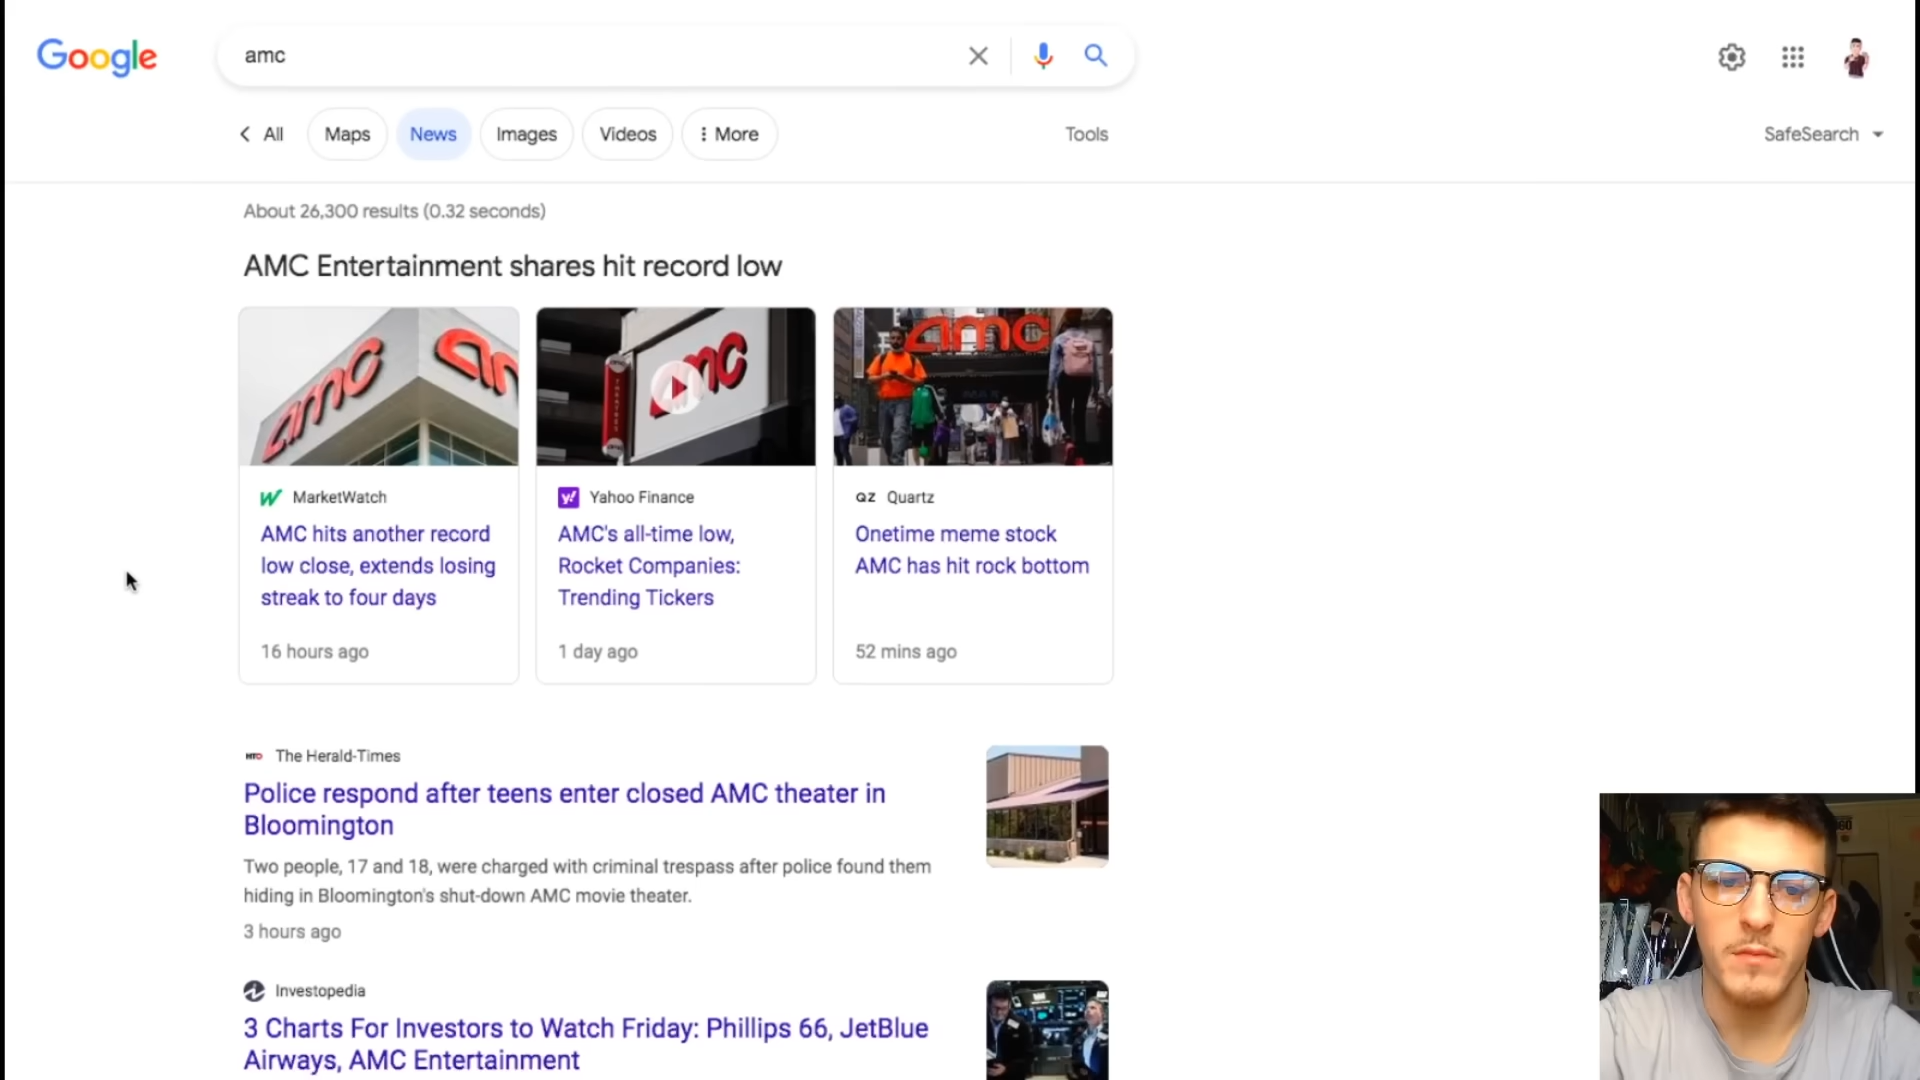 Google
amc
All
Maps
News
Images
Videos
More
Tools
SafeSearch
About 26,300 results (0.32 seconds)
AMC Entertainment shares hit record low
amc
amc
amc
MarketWatch
AMC hits another record
low close, extends losing
streak to four days
16 hours ago
y! Yahoo Finance
AMC's all-time low,
Rocket Companies:
Trending Tickers
1 day ago
QZ Quartz
Onetime meme stock
AMC has hit rock bottom
52 mins ago
The Herald-Times
Police respond after teens enter closed AMC theater in
Bloomington
Two people, 17 and 18, were charged with criminal trespass after police found them
hiding in Bloomington's shut-down AMC movie theater.
3 hours ago
Investopedia
3 Charts For Investors to Watch Friday: Phillips 66, JetBlue
Airways, AMC Entertainment